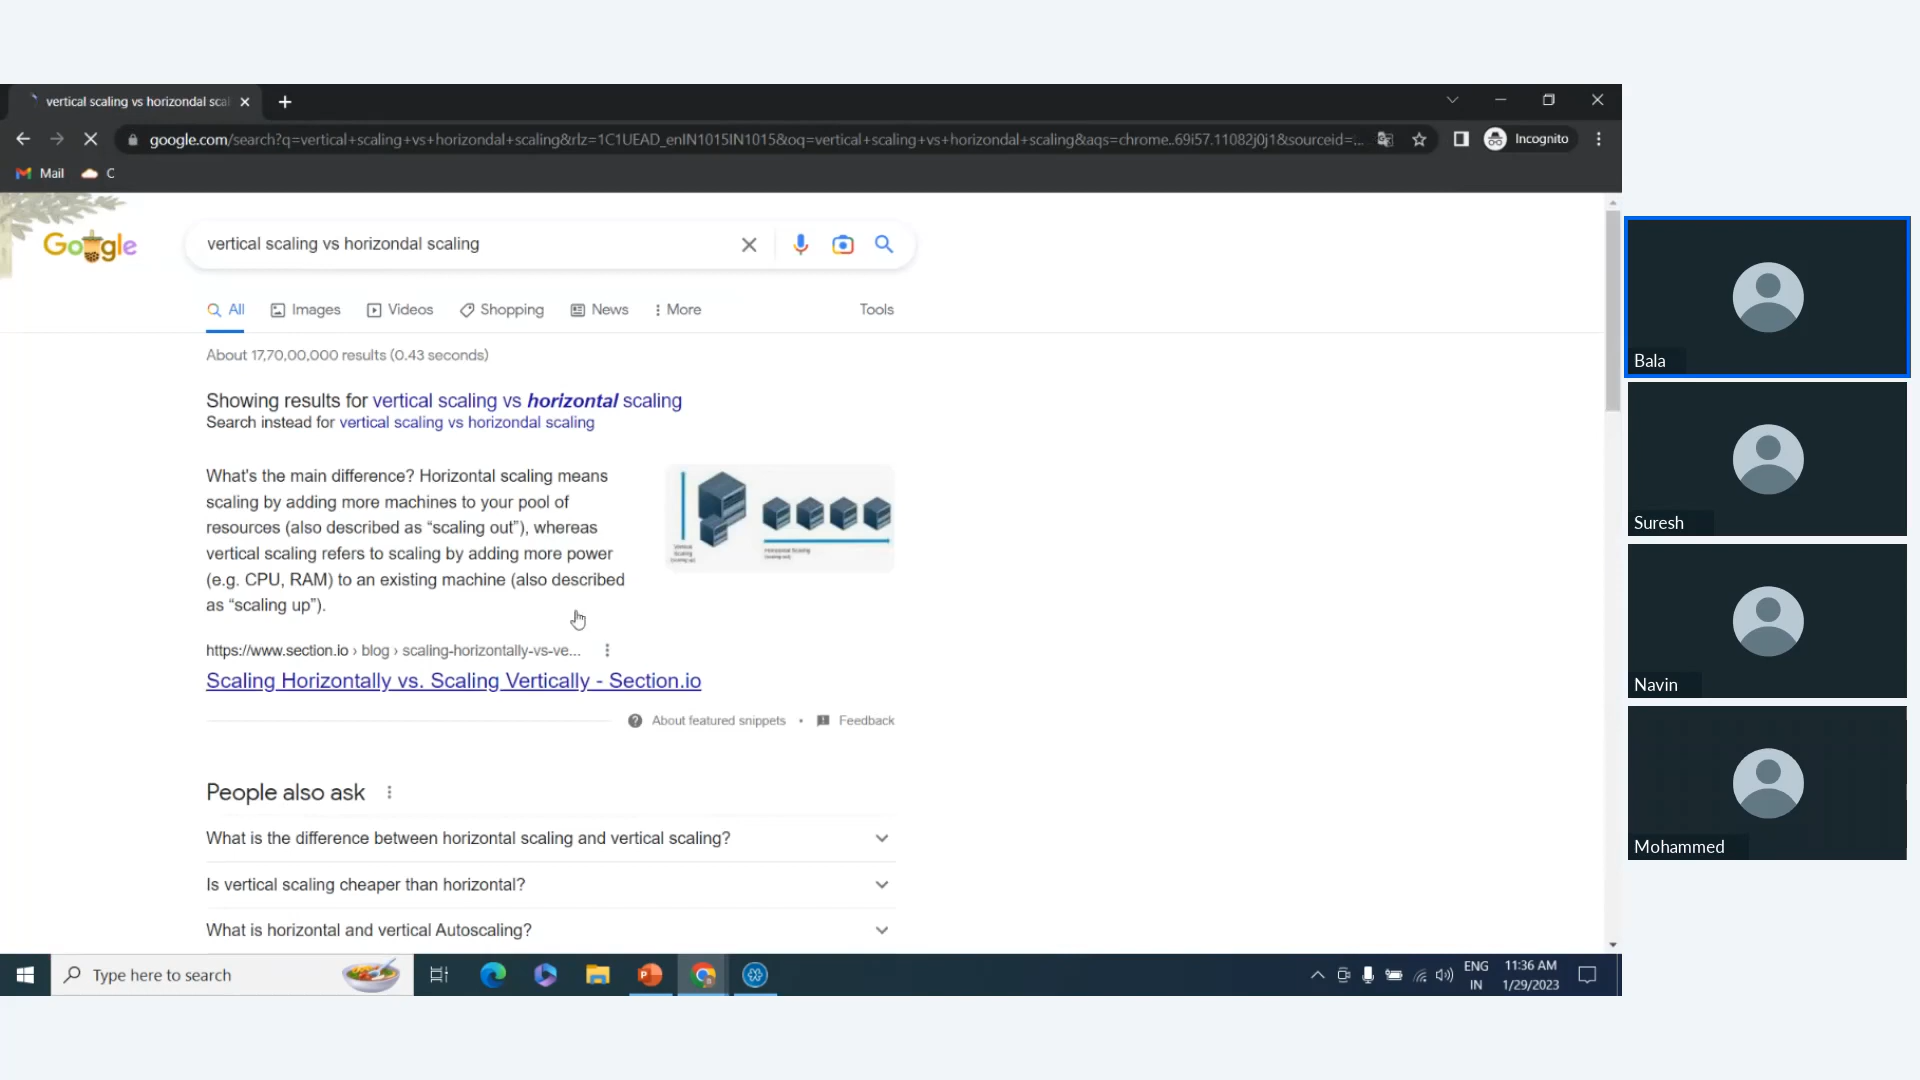 vertical scaling vs horizondal scal
google.com/search?q=vertical+scaling+vs+horizondal+scaling&rlz=1C1UEAD_enIN1015IN1015&oq=vertical+scaling+vs+horizondal+scaling&aqs=chrome..69i57.11082j0j1&sourceid=...
Incognito
Mail
C
Google
vertical scaling vs horizondal scaling
All
Images
Videos
Shopping
News
More
Tools
About 17,70,00,000 results (0.43 seconds)
Showing results for vertical scaling vs horizontal scaling
Search instead for vertical scaling vs horizondal scaling
What's the main difference? Horizontal scaling means
scaling by adding more machines to your pool of
resources (also described as “scaling out”), whereas
vertical scaling refers to scaling by adding more power
(e.g. CPU, RAM) to an existing machine (also described
as “scaling up”).
https://www.section.io › blog › scaling-horizontally-vs-ve...
Scaling Horizontally vs. Scaling Vertically - Section.io
About featured snippets • Feedback
People also ask
What is the difference between horizontal scaling and vertical scaling?
Is vertical scaling cheaper than horizontal?
What is horizontal and vertical Autoscaling?
Type here to search
ENG
IN
11:36 AM
1/29/2023
Bala
Suresh
Navin
Mohammed